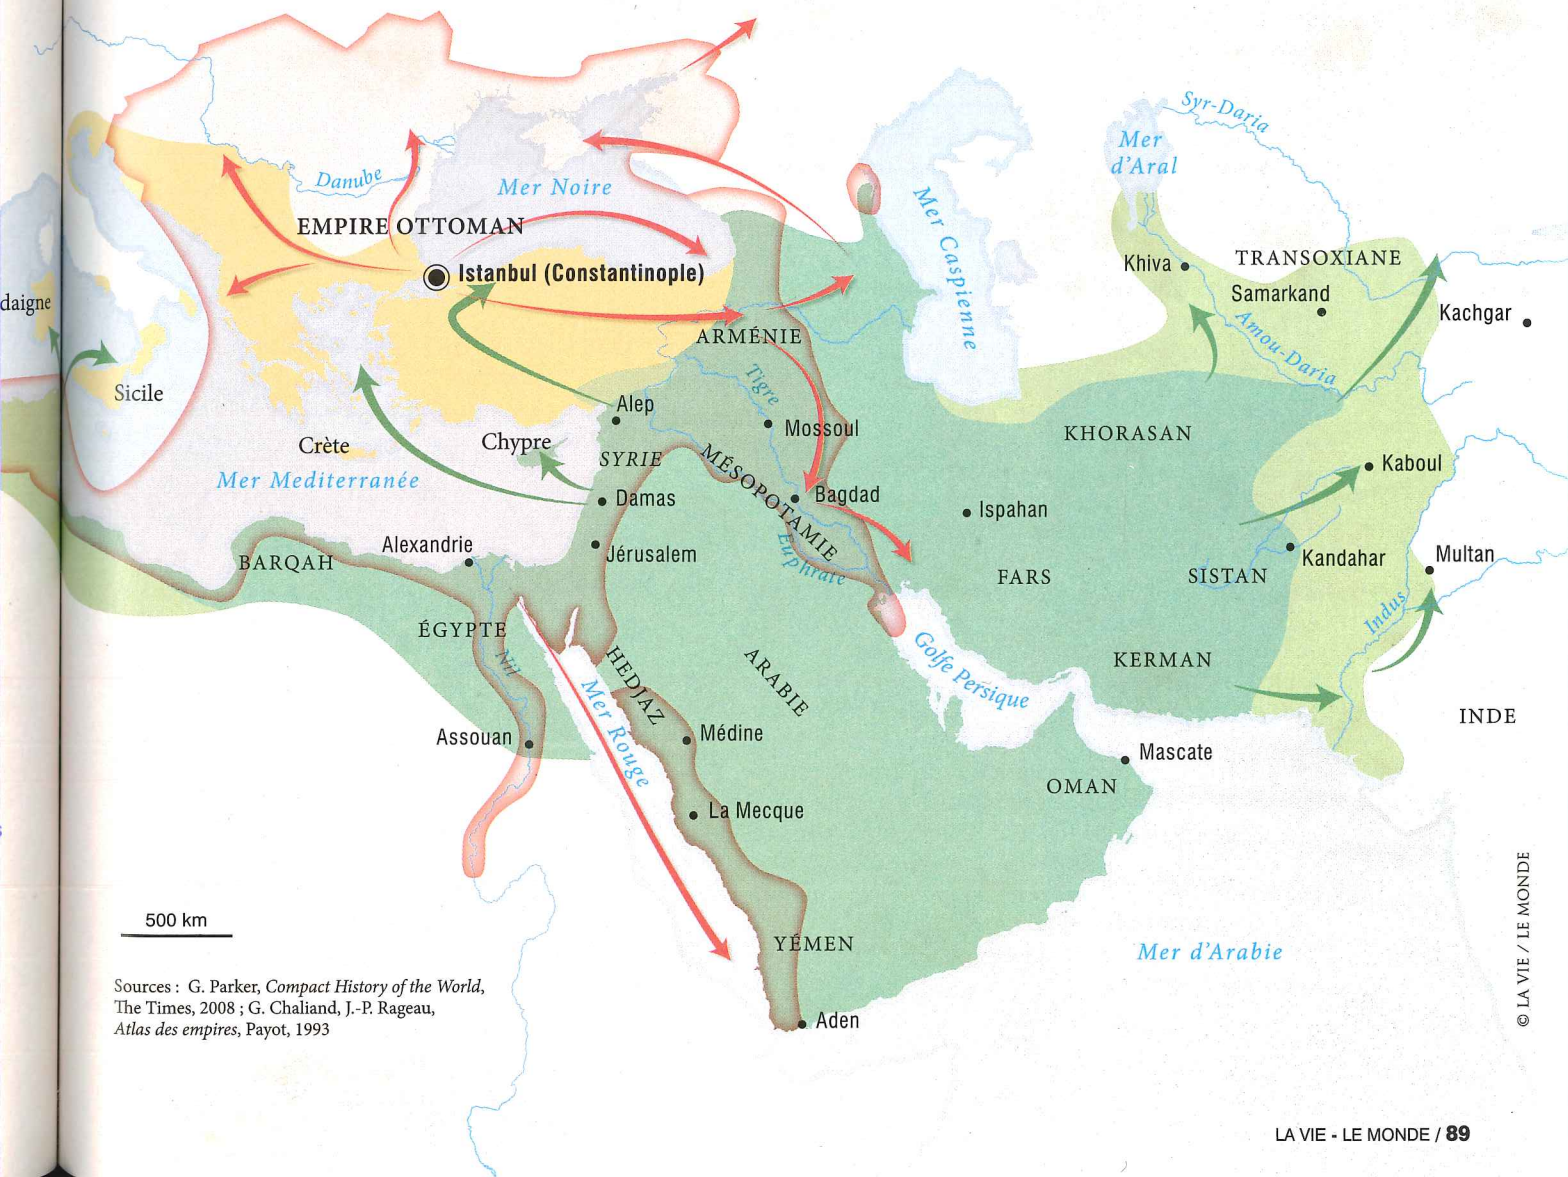 Syr-Daria
Mer
d'Aral
Danube
Mer Noire
EMPIRE OTTOMAN
Mer Caspienne
TRANSOXIANE
Khiva
Istanbul (Constantinople)
Samarkand
daigne
Kachgar
ARMÉNIE
Amou-Daria
Tigre
Sicile
Alep
Mossoul
KHORASAN
Crète
Chypre
SYRIE
MÉSOPOTAMIE
Kaboul
Mer Mediterranée
Damas
Bagdad
Ispahan
Alexandrie
Jérusalem
BARQAH
Euphrate
Kandahar
Multan
FARS
SISTAN
Indus
ÉGYPTE
Nil
HEDJAZ
ARABIE
Golfe Persique
KERMAN
Mer Rouge
INDE
Assouan
Médine
Mascate
OMAN
La Mecque
500 km
YÉMEN
Mer d'Arabie
Aden
Sources : G. Parker, Compact History of the World,
The Times, 2008 ; G. Chaliand, J.-P. Rageau,
Atlas des empires, Payot, 1993
© LA VIE / LE MONDE
LA VIE - LE MONDE / 89